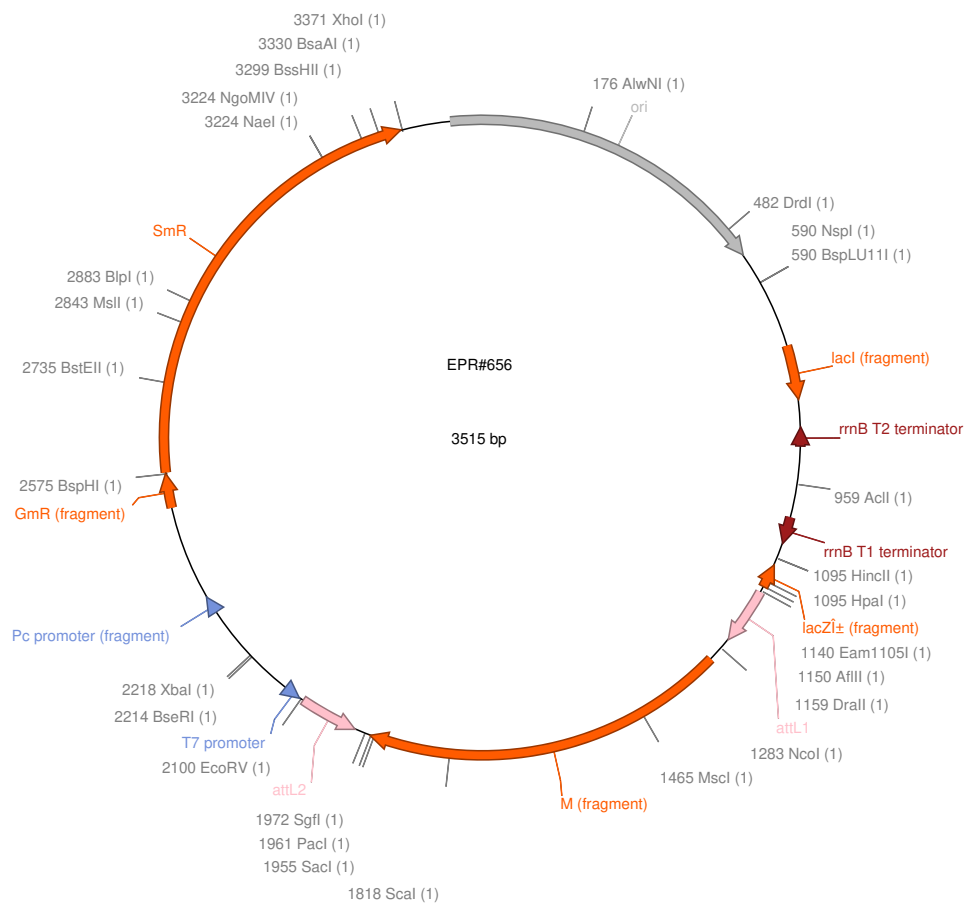 3371 XhoI (1)
3330 BsaAI (1)
3299 BssHII (1)
3224 NgoMIV (1)
3224 NaeI (1)
176 AlwNI (1)
ori
482 DrdI (1)
590 NspI (1)
590 BspLU11I (1)
SmR
2883 BlpI (1)
2843 MslI (1)
2735 BstEII (1)
EPR#656
lacI (fragment)
3515 bp
rrnB T2 terminator
2575 BspHI (1)
GmR (fragment)
959 AclI (1)
rrnB T1 terminator
1095 HincII (1)
1095 HpaI (1)
lacZÎ± (fragment)
Pc promoter (fragment)
1140 Eam1105I (1)
1150 AflII (1)
1159 DraII (1)
2218 XbaI (1)
2214 BseRI (1)
attL1
T7 promoter
1283 NcoI (1)
2100 EcoRV (1)
1465 MscI (1)
attL2
M (fragment)
1972 SgfI (1)
1961 PacI (1)
1955 SacI (1)
1818 ScaI (1)